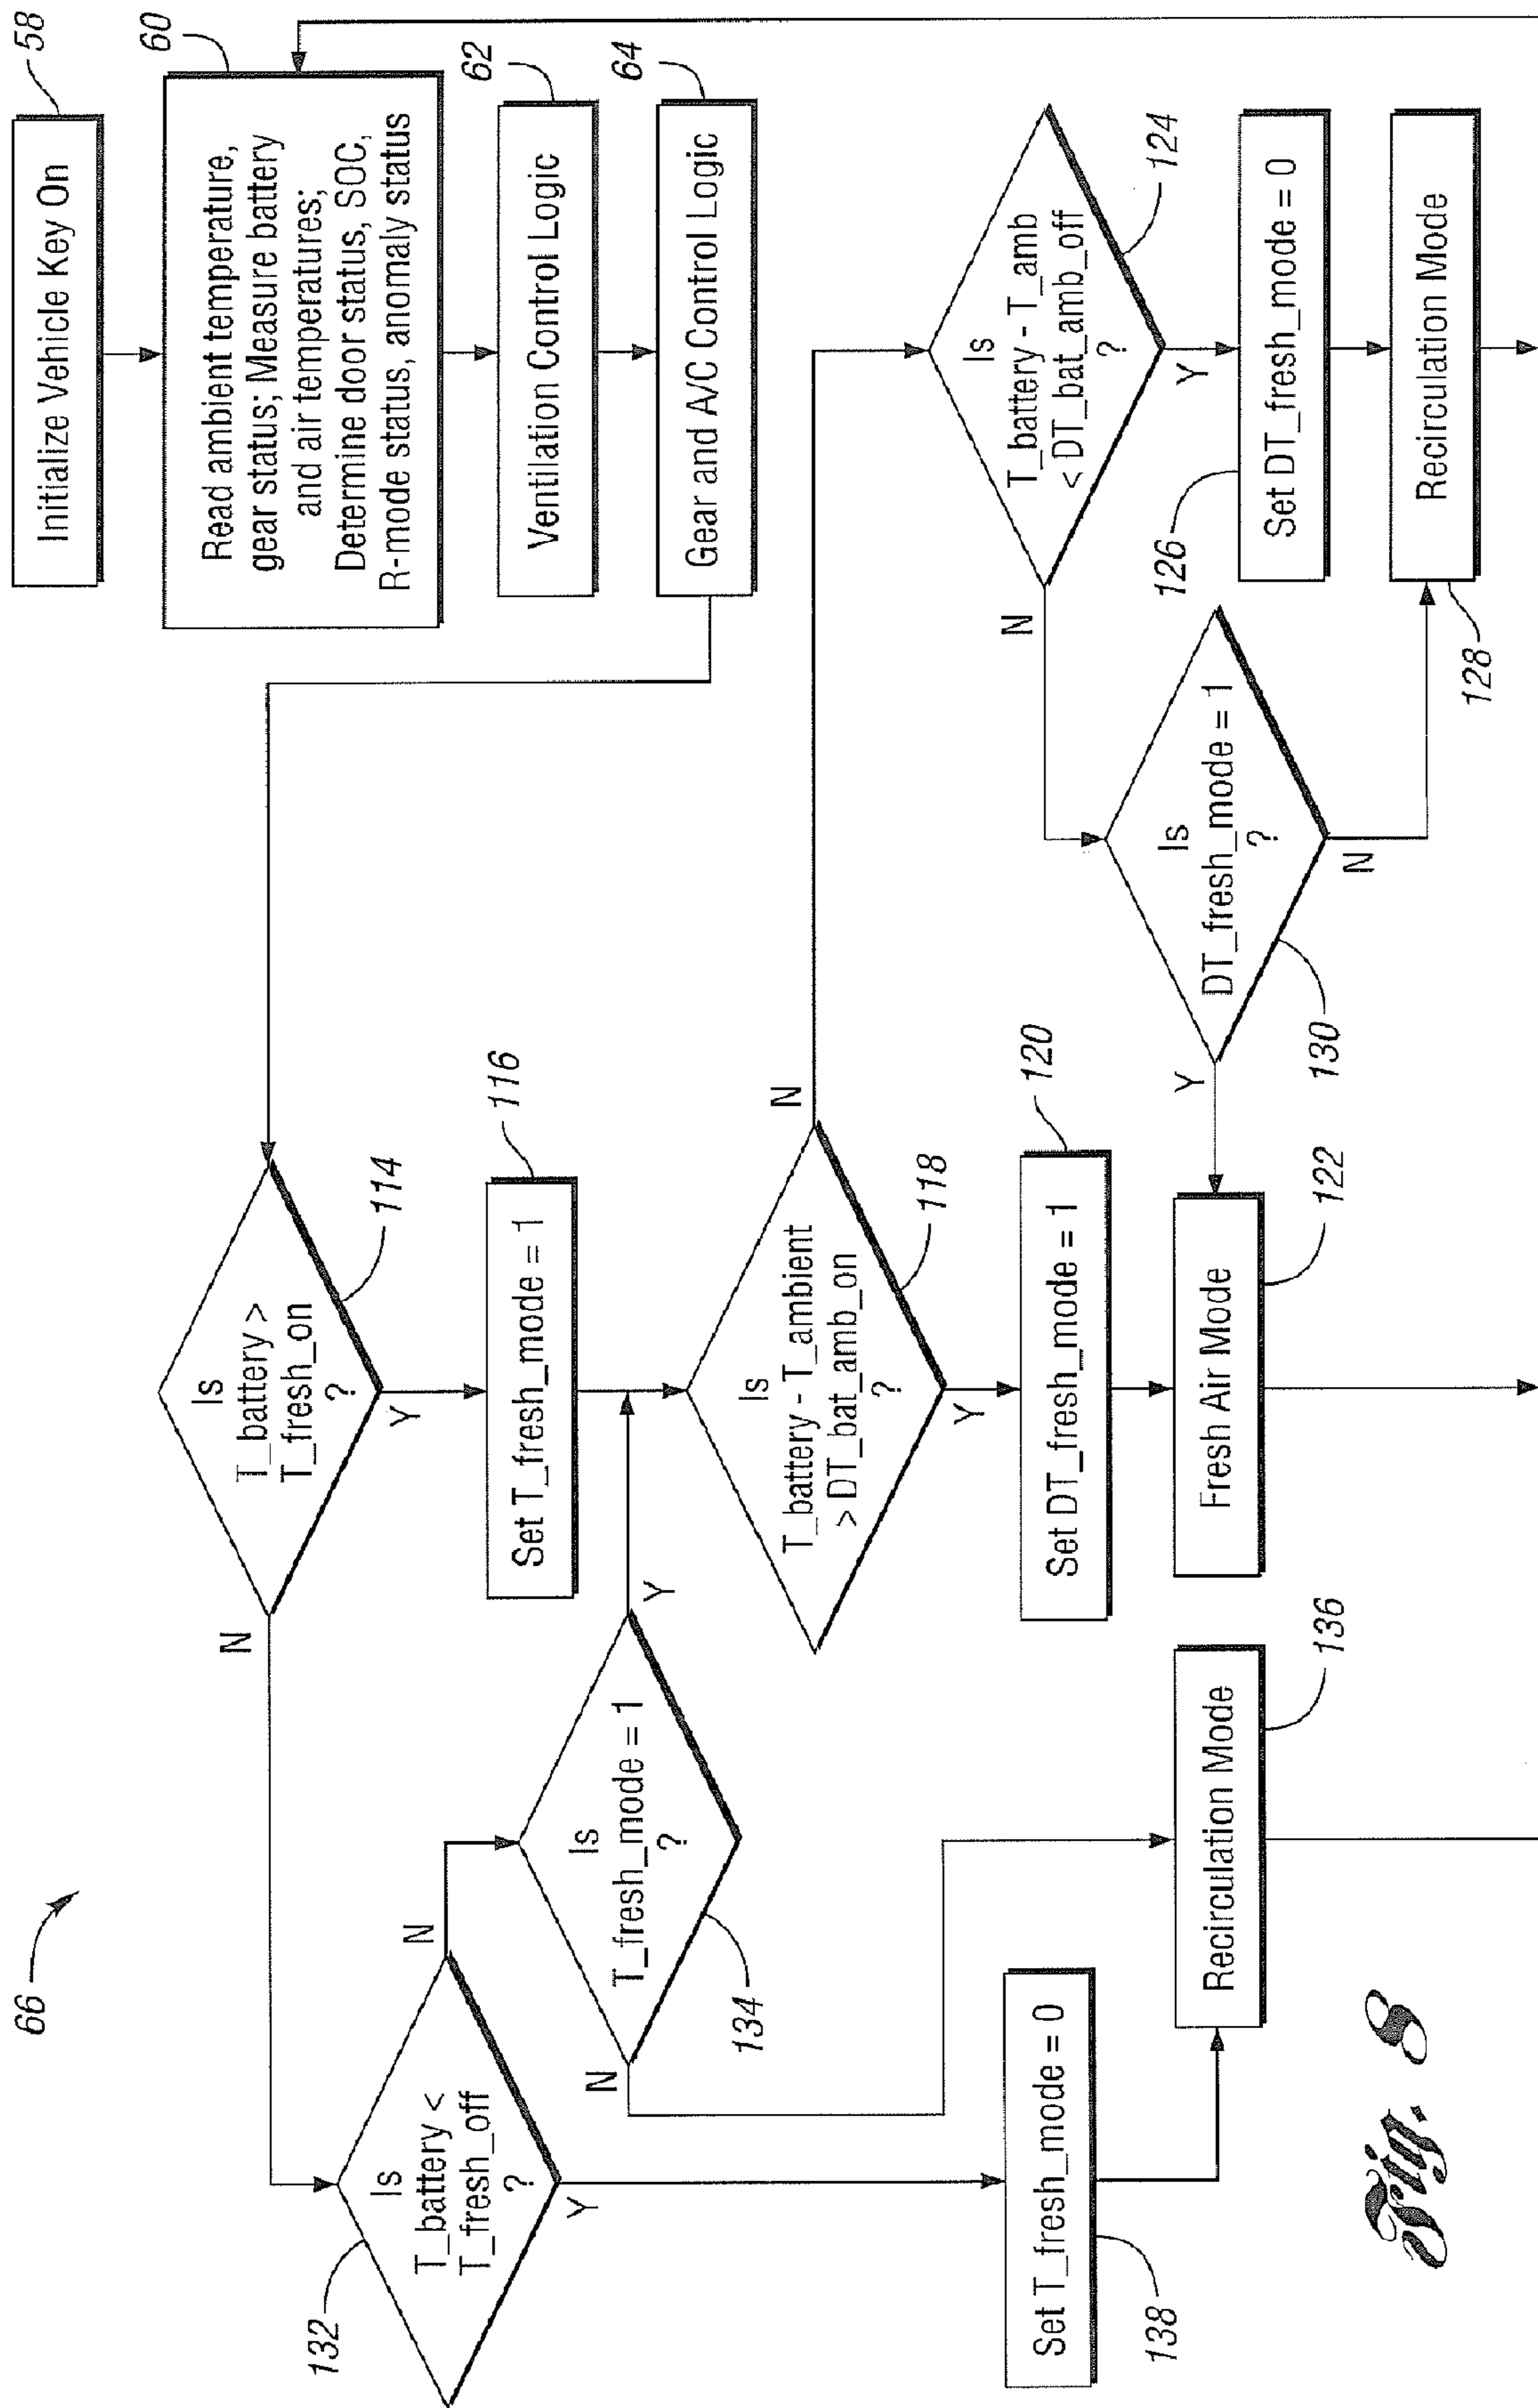 66
Initialize Vehicle Key On
58
Read ambient temperature,
gear status; Measure battery
and air temperatures;
Determine door status, SOC,
R-mode status, anomaly status
60
Ventilation Control Logic
62
Gear and A/C Control Logic
64
Is
T_battery >
T_fresh_on
?
114
N
Y
Set T_fresh_mode = 1
116
Is
T_battery <
T_fresh_off
?
132
N
Y
Is
T_fresh_mode = 1
?
134
Y
N
Is
T_battery - T_ambient
> DT_bat_amb_on
?
118
N
Y
Is
T_battery - T_amb
< DT_bat_amb_off
?
124
N
Y
Set DT_fresh_mode = 1
120
Is
DT_fresh_mode = 1
?
130
Y
N
Set DT_fresh_mode = 0
126
Set T_fresh_mode = 0
138
Recirculation Mode
136
Fresh Air Mode
122
Recirculation Mode
128
Fig. 8